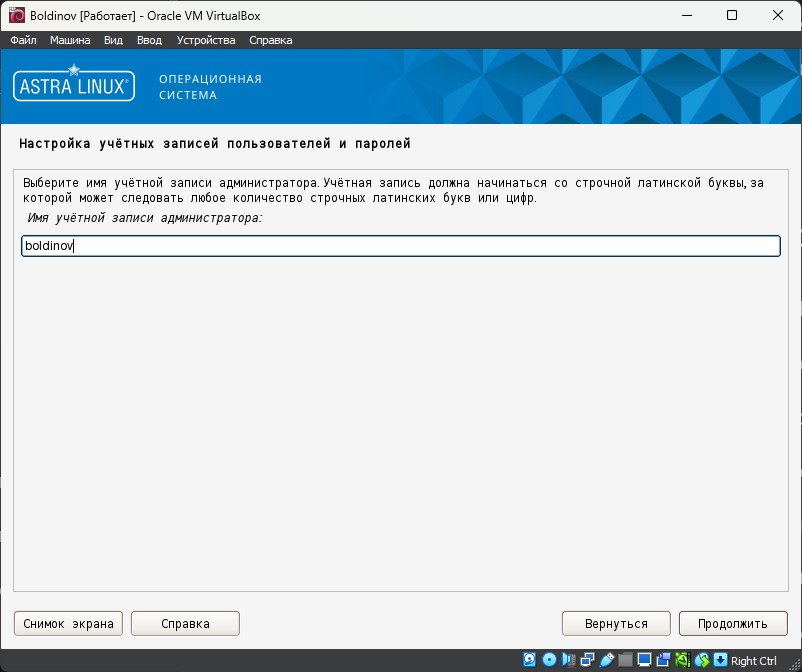 Boldinov [Работает] - Oracle VM VirtualBox
Файл Машина Вид Ввод Устройства Справка
ASTRA LINUX®
ОПЕРАЦИОННАЯ
СИСТЕМА
Настройка учётных записей пользователей и паролей
Выберите имя учётной записи администратора. Учётная запись должна начинаться со строчной латинской буквы, за
которой может следовать любое количество строчных латинских букв или цифр.
Имя учётной записи администратора:
boldinov
Снимок экрана Справка Вернуться Продолжить
Right Ctrl